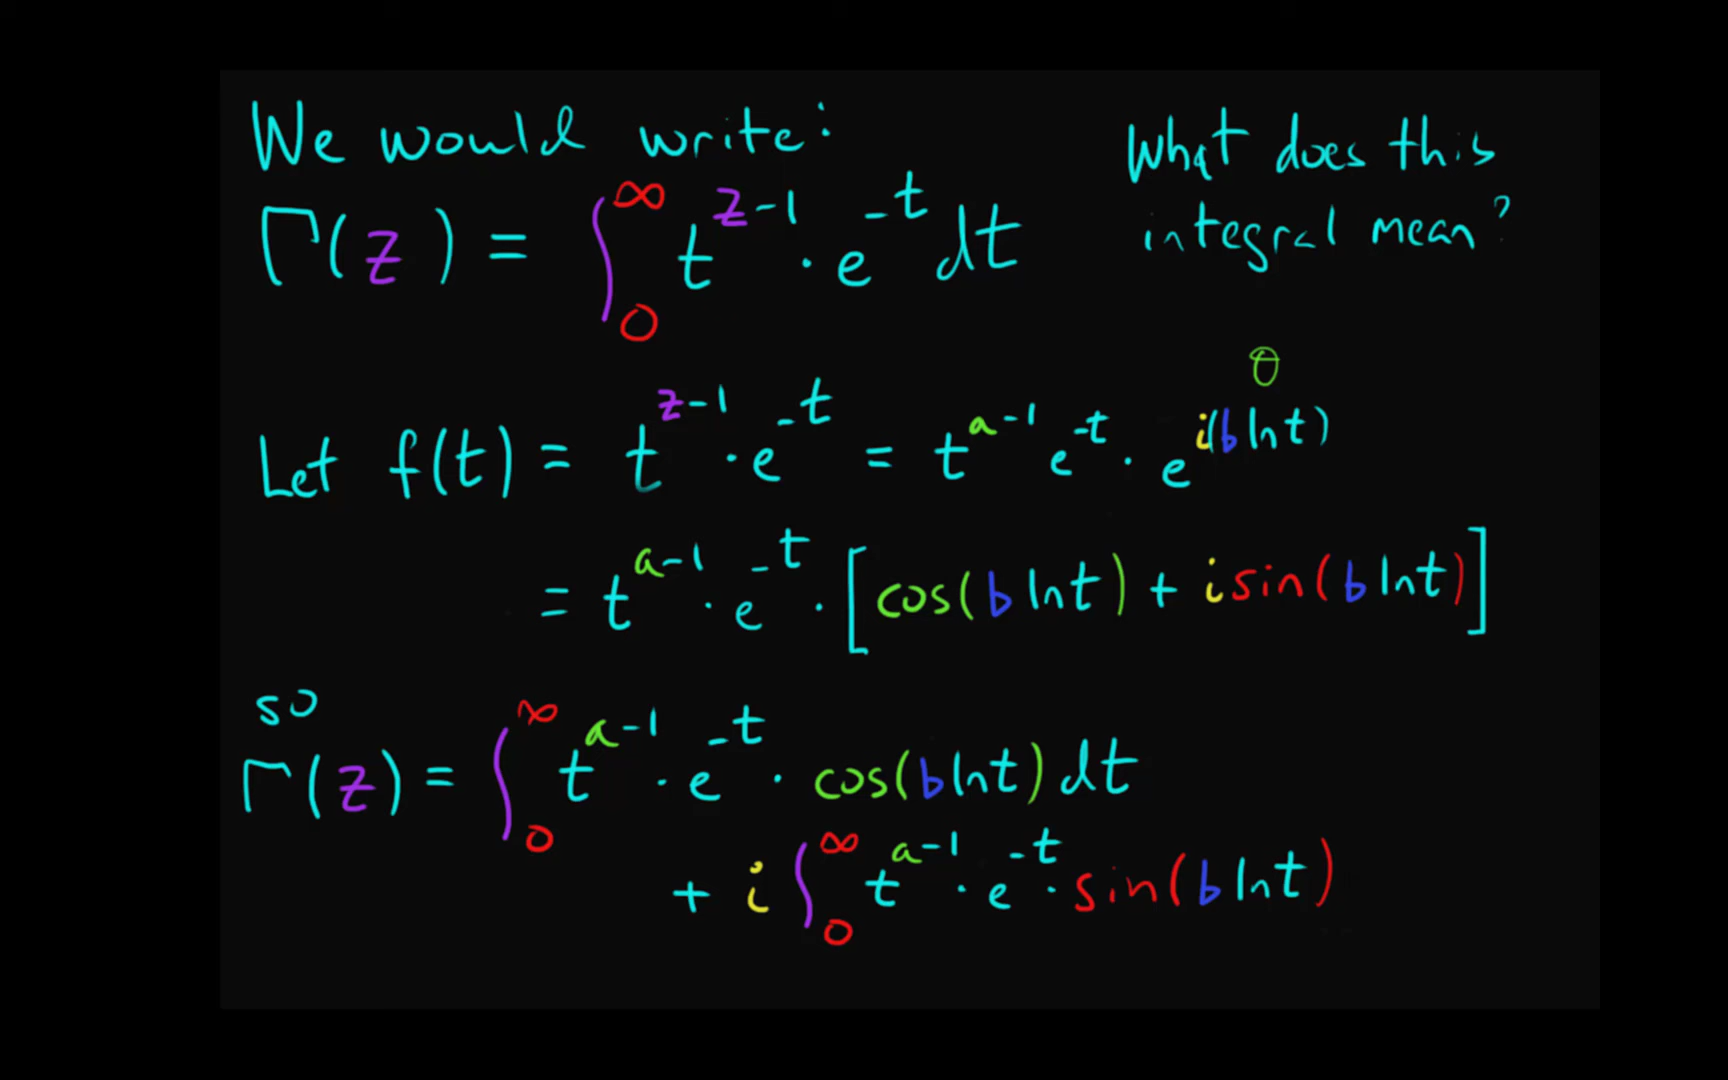 We would write:
What does this
integral mean?
Γ(z) = ∫₀^∞ t^(z-1) · e^(-t) dt
θ
Let f(t) = t^(z-1) · e^(-t) = t^(a-1) e^(-t) · e^(i(b ln t))
= t^(a-1) · e^(-t) · [cos(b ln t) + i sin(b ln t)]
so
Γ(z) = ∫₀^∞ t^(a-1) · e^(-t) · cos(b ln t) dt
+ i ∫₀^∞ t^(a-1) · e^(-t) · sin(b ln t)